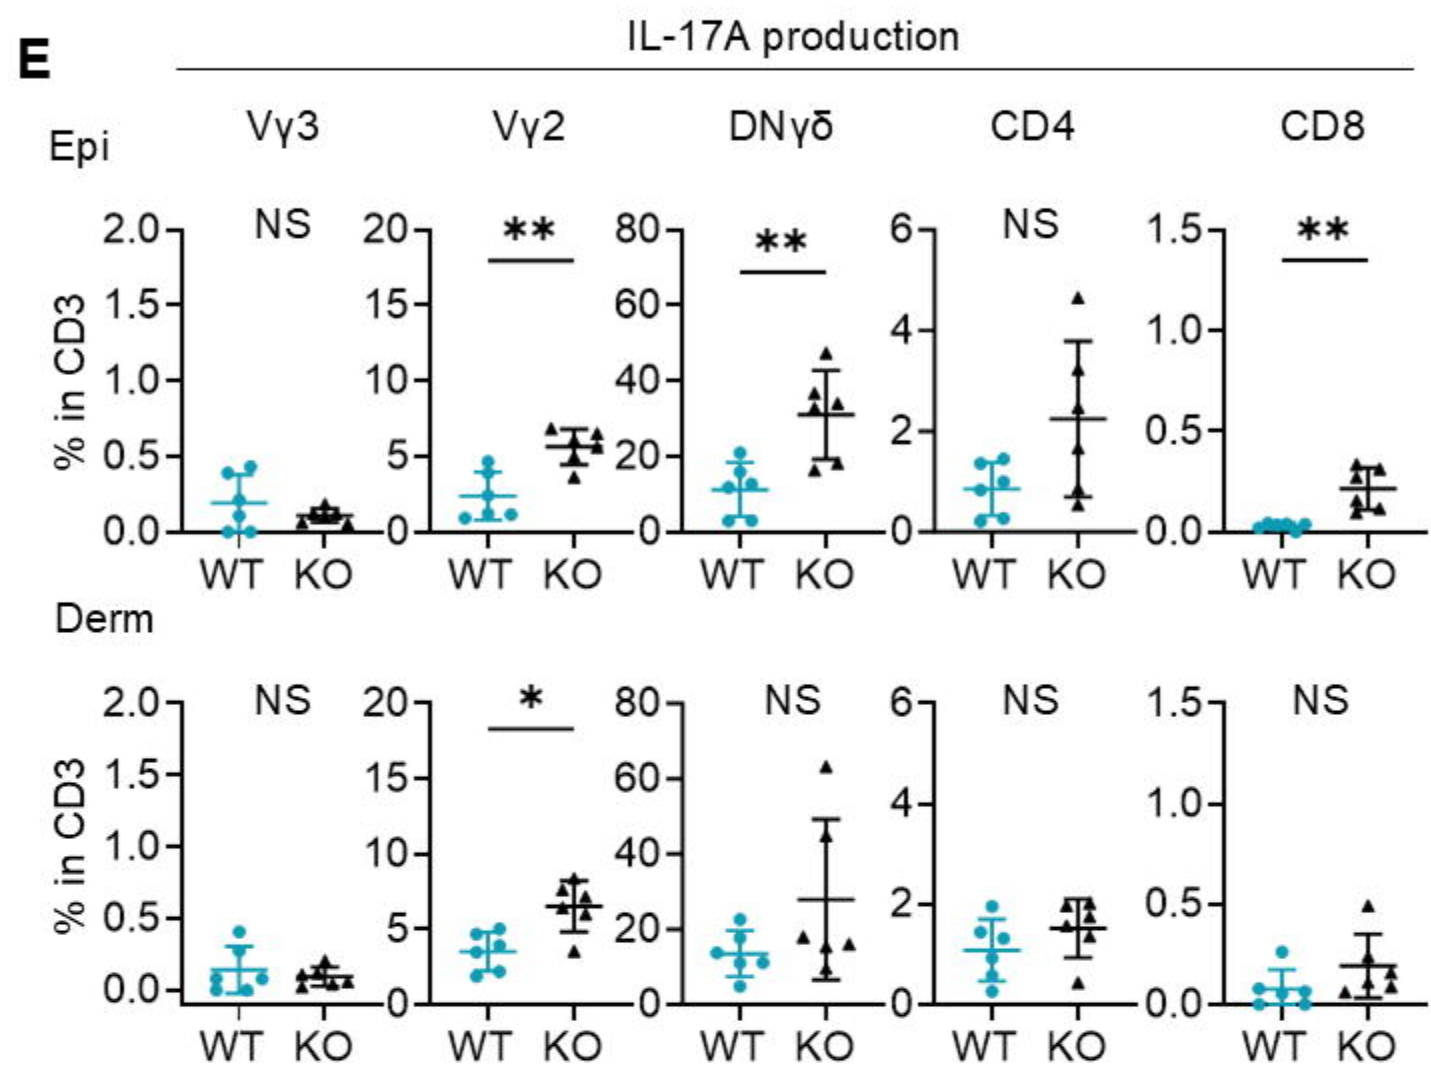 E
IL-17A production
Vγ3 Vγ2 DNγδ CD4 CD8
Epi
NS ** ** NS **
% in CD3
2.0 1.5 1.0 0.5 0.0
20 15 10 5 0
80 60 40 20 0
6 4 2 0
1.5 1.0 0.5 0.0
WT KO WT KO WT KO WT KO WT KO
Derm
NS * NS NS NS
% in CD3
2.0 1.5 1.0 0.5 0.0
20 15 10 5 0
80 60 40 20 0
6 4 2 0
1.5 1.0 0.5 0.0
WT KO WT KO WT KO WT KO WT KO